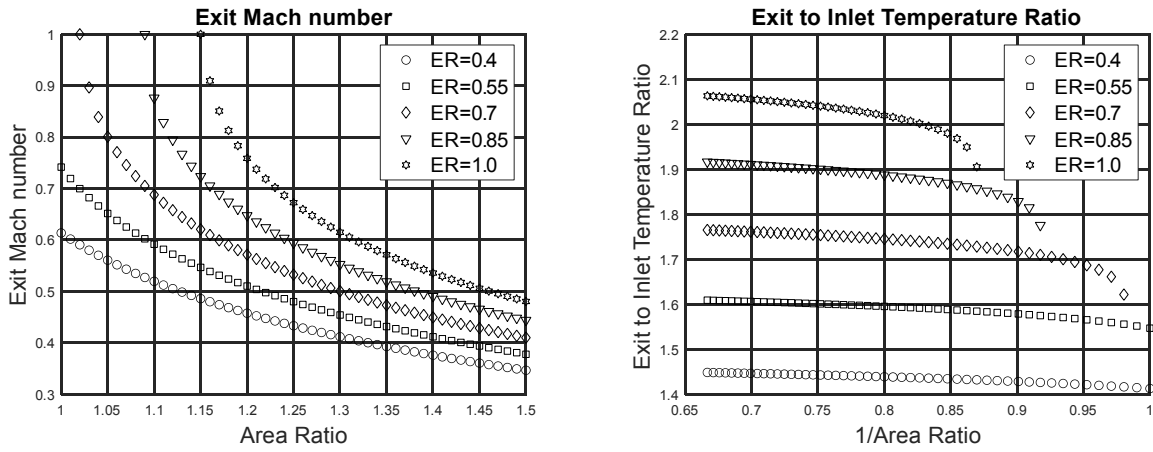 Exit Mach number
Exit Mach number
1
0.9
0.8
0.7
0.6
0.5
0.4
0.3
ER=0.4
ER=0.55
ER=0.7
ER=0.85
ER=1.0
1 1.05 1.1 1.15 1.2 1.25 1.3 1.35 1.4 1.45 1.5
Area Ratio
Exit to Inlet Temperature Ratio
Exit to Inlet Temperature Ratio
2.2
2.1
2
1.9
1.8
1.7
1.6
1.5
1.4
ER=0.4
ER=0.55
ER=0.7
ER=0.85
ER=1.0
0.65 0.7 0.75 0.8 0.85 0.9 0.95 1
1/Area Ratio